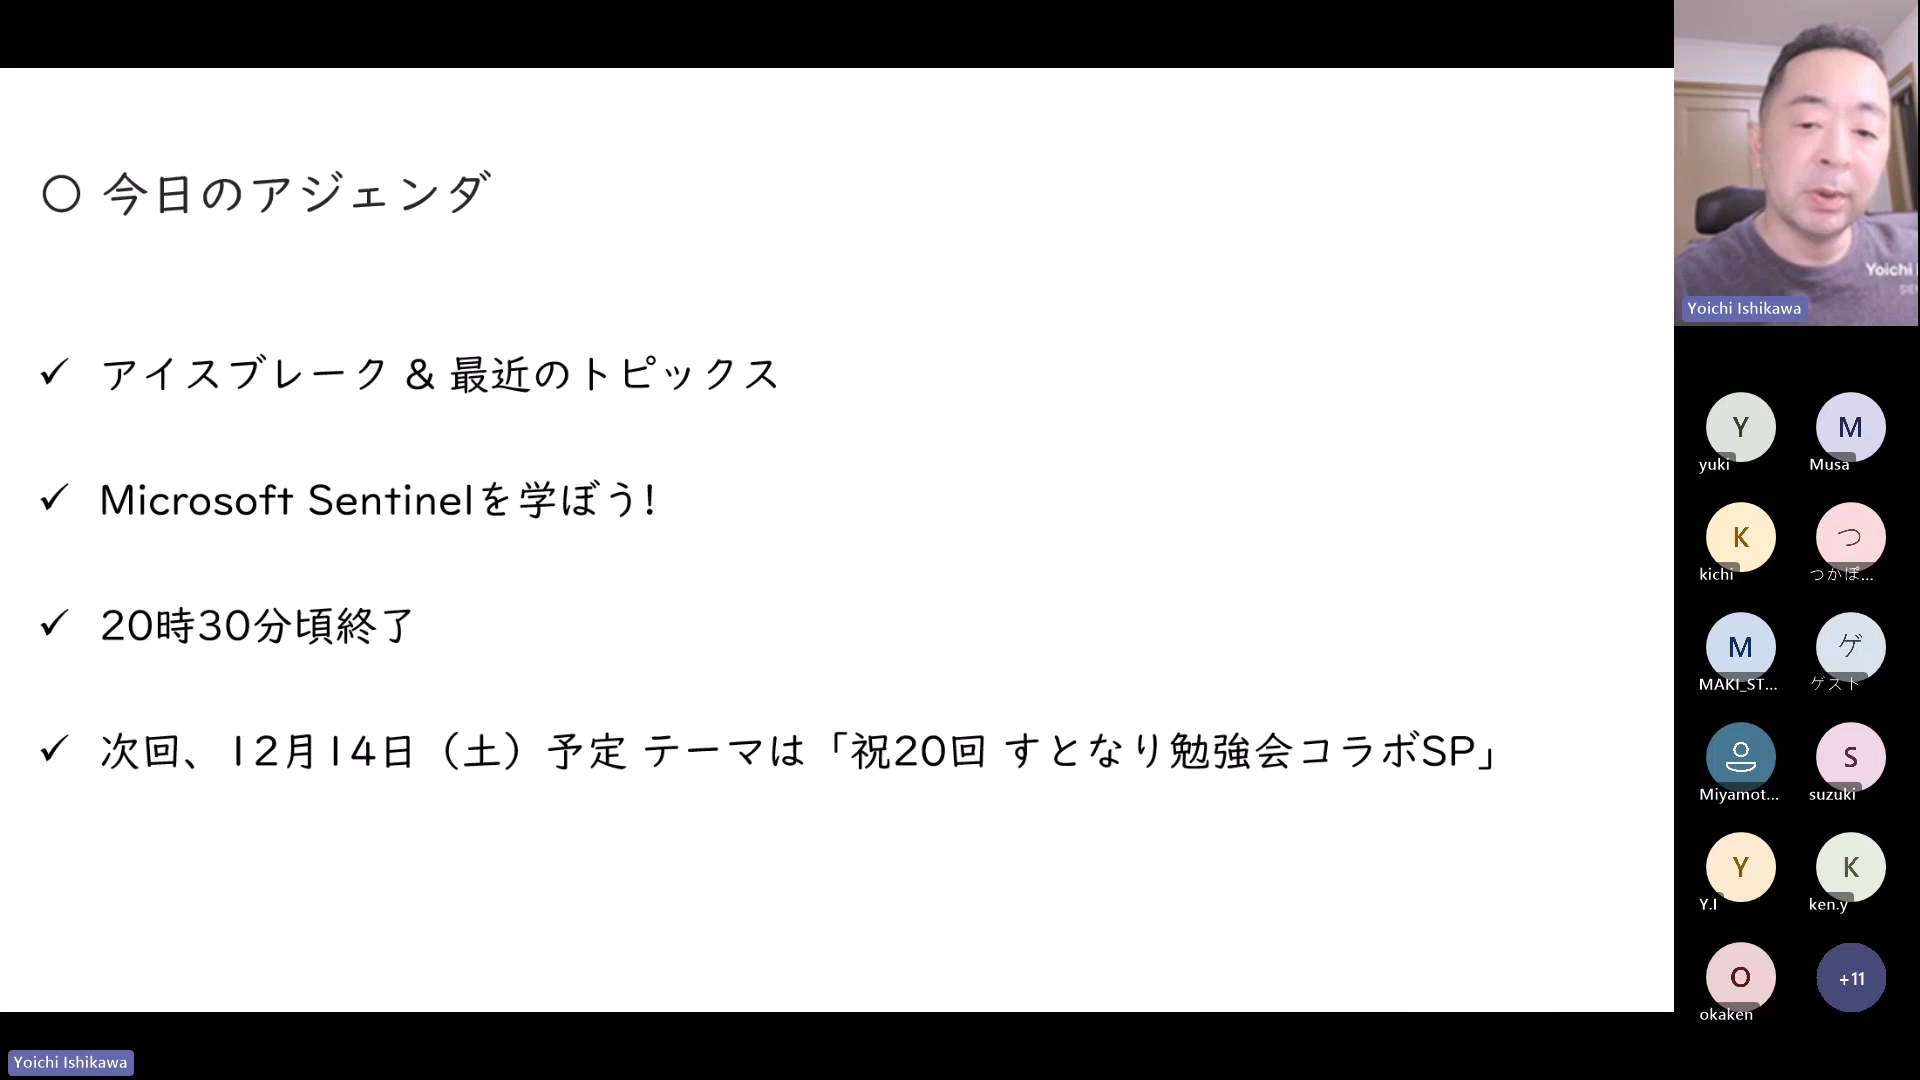 〇 今日のアジェンダ
✓ アイスブレーク & 最近のトピックス
✓ Microsoft Sentinelを学ぼう!
✓ 20時30分頃終了
✓ 次回、12月14日（土）予定 テーマは「祝20回 すとなり勉強会コラボSP」
Yoichi
Yoichi Ishikawa
Y
yuki
M
Musa
K
kichi
つ
つかぽ...
M
MAKI_ST...
ゲ
ゲスト
Miyamot...
S
suzuki
Y
Y.I
K
ken.y
O
okaken
+11
Yoichi Ishikawa